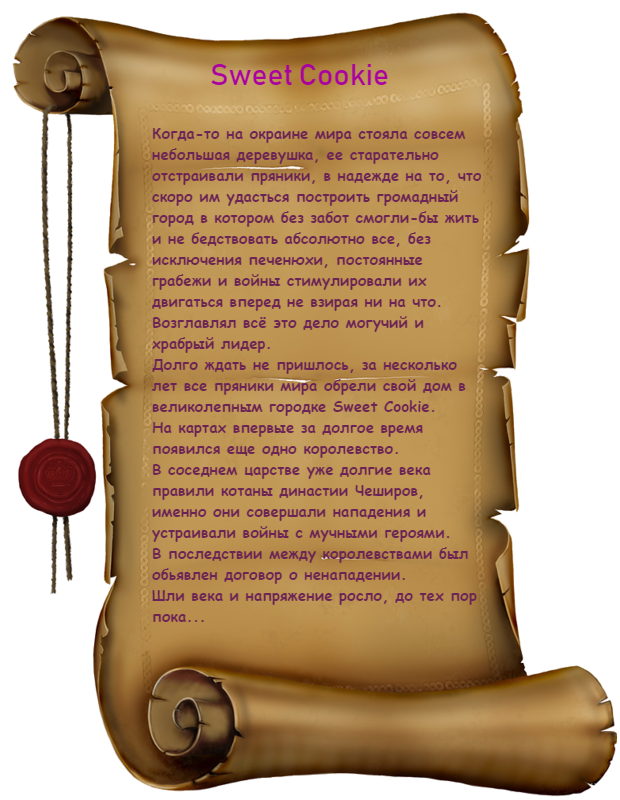 Sweet Cookie
Когда-то на окраине мира стояла совсем
небольшая деревушка, ее старательно
отстраивали пряники, в надежде на то, что
скоро им удасться построить громадный
город в котором без забот смогли-бы жить
и не бедствовать абсолютно все, без
исключения печенюхи, постоянные
грабежи и войны стимулировали их
двигаться вперед не взирая ни на что.
Возглавлял всё это дело могучий и
храбрый лидер.
Долго ждать не пришлось, за несколько
лет все пряники мира обрели свой дом в
великолепным городке Sweet Cookie.
На картах впервые за долгое время
появился еще одно королевство.
В соседнем царстве уже долгие века
правили котаны династии Чеширов,
именно они совершали нападения и
устраивали войны с мучными героями.
В последствии между королевствами был
обьявлен договор о ненападении.
Шли века и напряжение росло, до тех пор
пока...